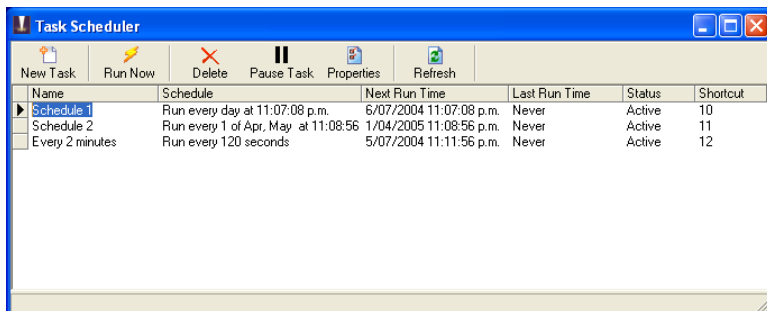 Task Scheduler
New Task Run Now Delete Pause Task Properties Refresh
Name Schedule Next Run Time Last Run Time Status Shortcut
Schedule 1 Run every day at 11:07:08 p.m. 6/07/2004 11:07:08 p.m. Never Active 10
Schedule 2 Run every 1 of Apr, May at 11:08:56 1/04/2005 11:08:56 p.m. Never Active 11
Every 2 minutes Run every 120 seconds 5/07/2004 11:11:56 p.m. Never Active 12